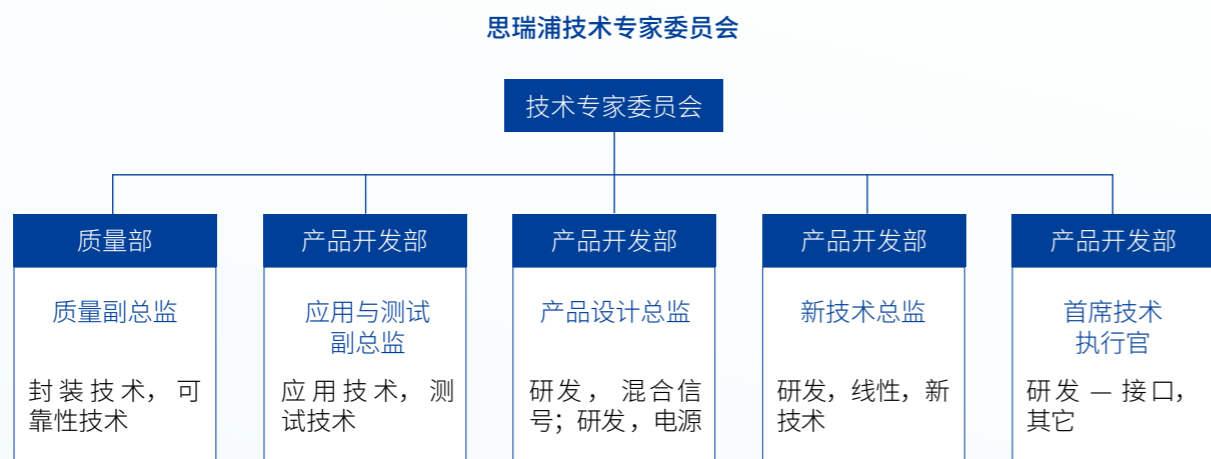 思瑞浦技术专家委员会
技术专家委员会
质量部
质量副总监
封装技术，可
靠性技术
产品开发部
应用与测试
副总监
应用技术，测
试技术
产品开发部
产品设计总监
研发，混合信
号；研发，电源
产品开发部
新技术总监
研发，线性，新
技术
产品开发部
首席技术
执行官
研发 — 接口，
其它